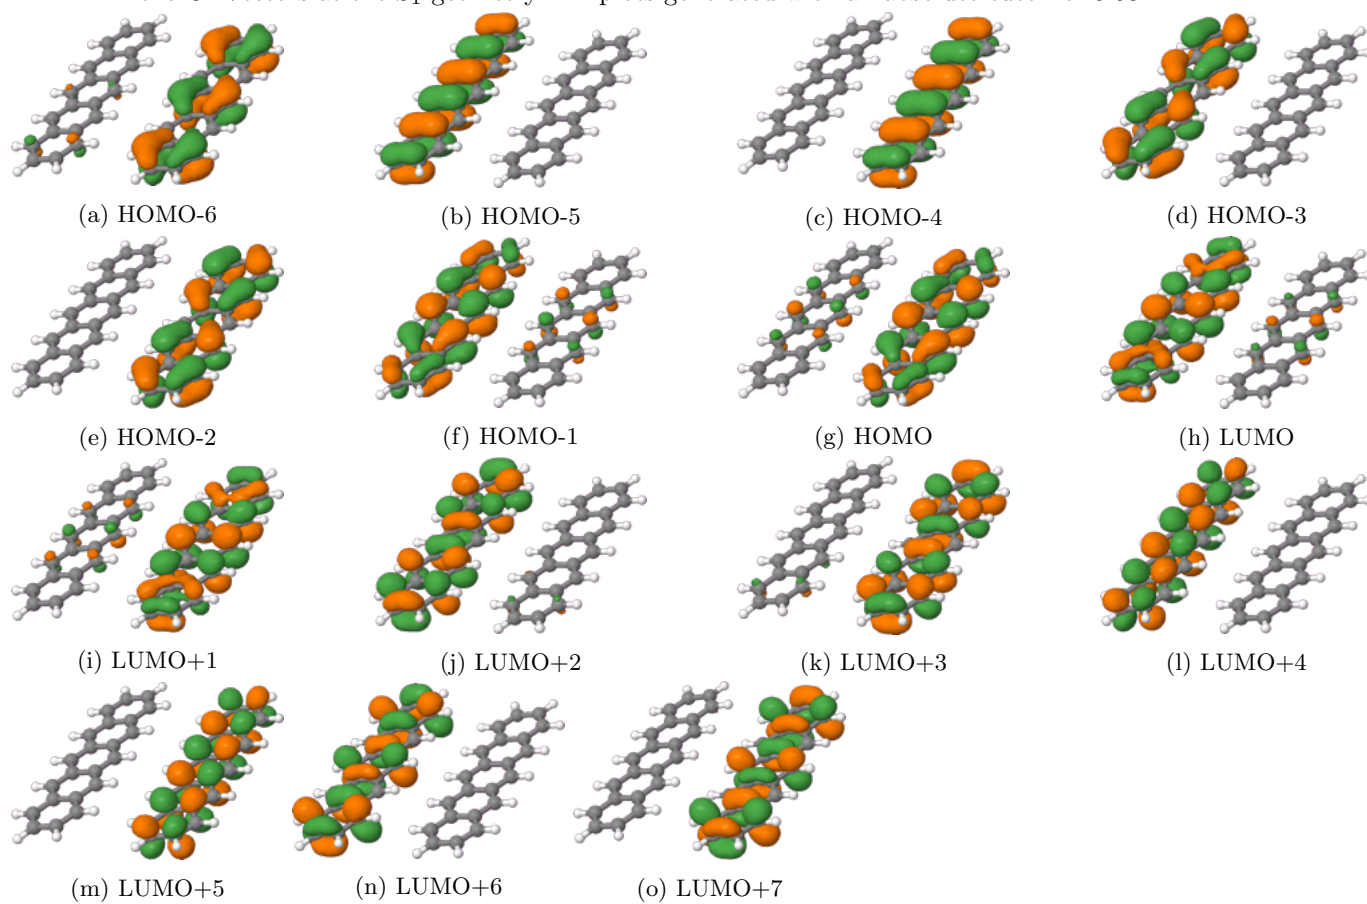 (a) HOMO-6
(b) HOMO-5
(c) HOMO-4
(d) HOMO-3
(e) HOMO-2
(f) HOMO-1
(g) HOMO
(h) LUMO
(i) LUMO+1
(j) LUMO+2
(k) LUMO+3
(l) LUMO+4
(m) LUMO+5
(n) LUMO+6
(o) LUMO+7